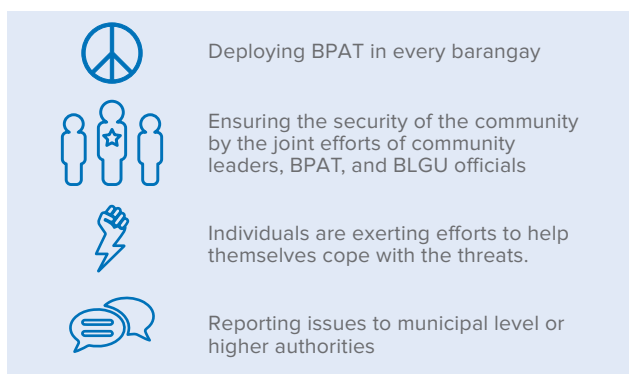 Deploying BPAT in every barangay
Ensuring the security of the community
by the joint efforts of community
leaders, BPAT, and BLGU officials
Individuals are exerting efforts to help
themselves cope with the threats.
Reporting issues to municipal level or
higher authorities